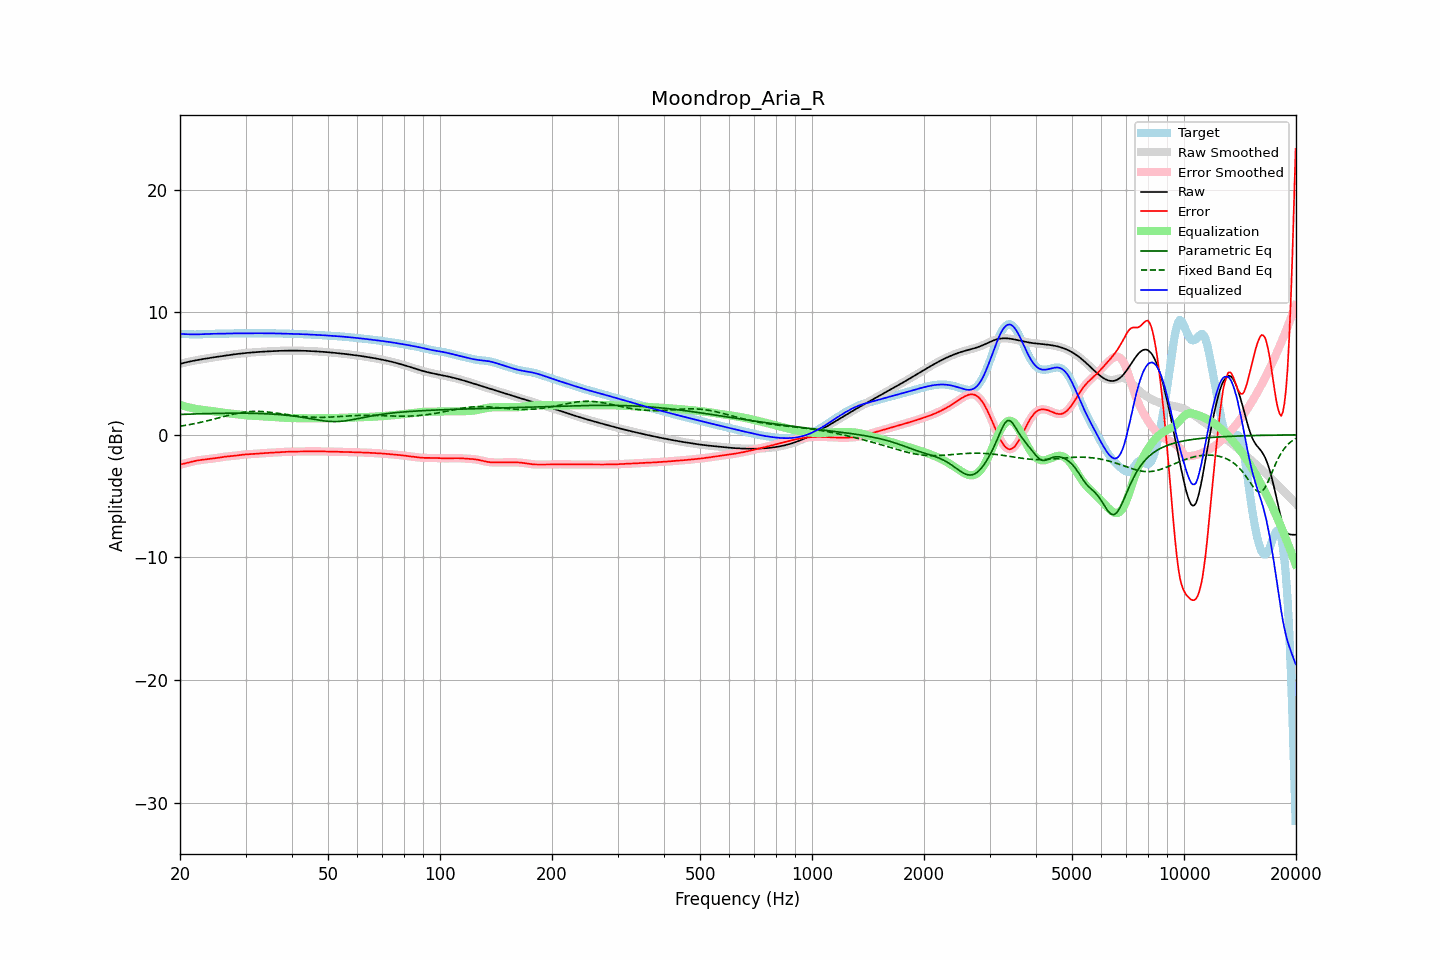 Moondrop_Aria_R
Target
Raw Smoothed
Error Smoothed
Raw
Error
Equalization
Parametric Eq
Fixed Band Eq
Equalized
Amplitude (dBr)
20
10
0
−10
−20
−30
20 50 100 200 500 1000 2000 5000 10000 20000
Frequency (Hz)